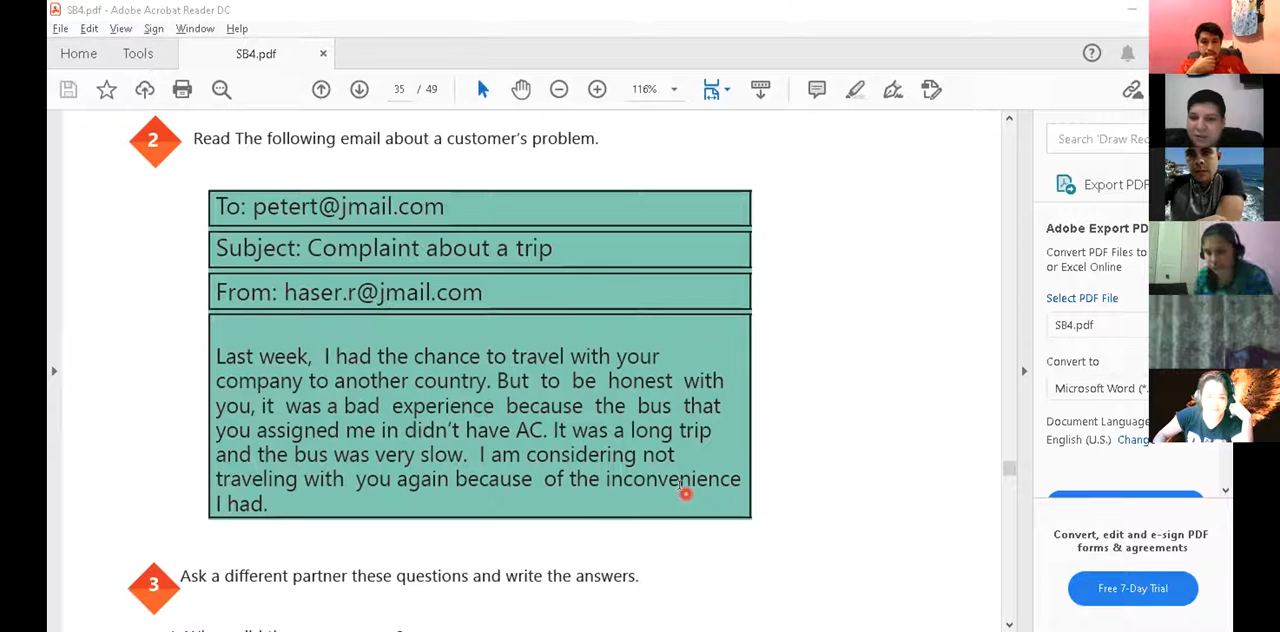 SB4.pdf - Adobe Acrobat Reader DC
File Edit View Sign Window Help
Home Tools SB4.pdf ×
35 / 49 116%
2 Read The following email about a customer's problem.
To: petert@jmail.com
Subject: Complaint about a trip
From: haser.r@jmail.com
Last week, I had the chance to travel with your
company to another country. But to be honest with
you, it was a bad experience because the bus that
you assigned me in didn't have AC. It was a long trip
and the bus was very slow. I am considering not
traveling with you again because of the inconvenience
I had.
3 Ask a different partner these questions and write the answers.
Search 'Draw Rec
Export PDF
Adobe Export PD
Convert PDF Files to
or Excel Online
Select PDF File
SB4.pdf
Convert to
Microsoft Word (*.
Document Language
English (U.S.) Change
Convert, edit and e-sign PDF
forms & agreements
Free 7-Day Trial